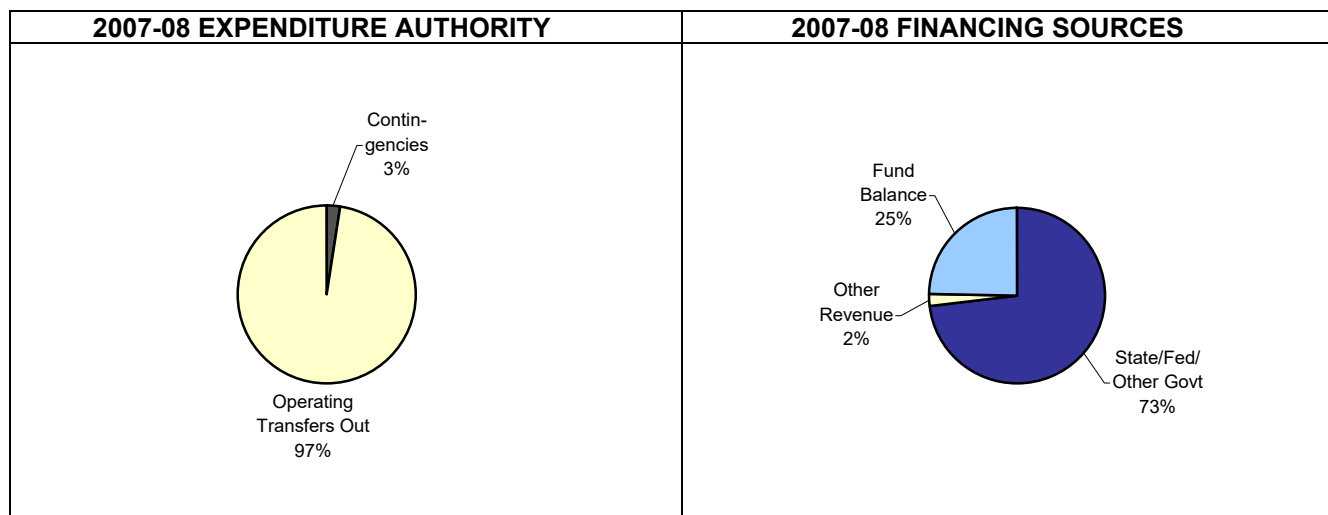 2007-08 EXPENDITURE AUTHORITY
Contin-
gencies
3%
Operating
Transfers Out
97%
2007-08 FINANCING SOURCES
Fund
Balance
25%
Other
Revenue
2%
State/Fed/
Other Govt
73%